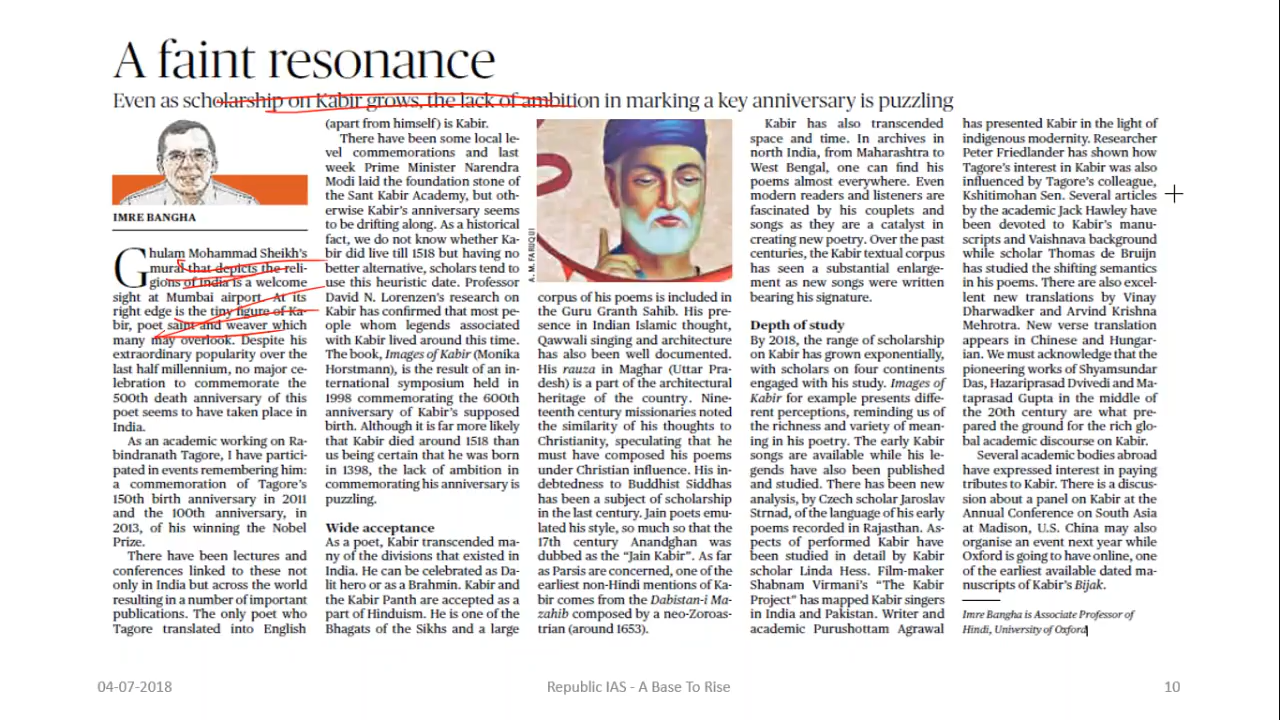 A faint resonance
Even as scholarship on Kabir grows, the lack of ambition in marking a key anniversary is puzzling
IMRE BANGHA
Ghulam Mohammad Sheikh's
mural that depicts the reli-
gions of India is a welcome
sight at Mumbai airport. At its
right edge is the tiny figure of Ka-
bir, poet saint and weaver which
many may overlook. Despite his
extraordinary popularity over the
last half millennium, no major ce-
lebration to commemorate the
500th death anniversary of this
poet seems to have taken place in
India.
As an academic working on Ra-
bindranath Tagore, I have partici-
pated in events remembering him:
a commemoration of Tagore's
150th birth anniversary in 2011
and the 100th anniversary, in
2013, of his winning the Nobel
Prize.
There have been lectures and
conferences linked to these not
only in India but across the world
resulting in a number of important
publications. The only poet who
Tagore translated into English
(apart from himself) is Kabir.
There have been some local le-
vel commemorations and last
week Prime Minister Narendra
Modi laid the foundation stone of
the Sant Kabir Academy, but oth-
erwise Kabir's anniversary seems
to be drifting along. As a historical
fact, we do not know whether Ka-
bir did live till 1518 but having no
better alternative, scholars tend to
use this heuristic date. Professor
David N. Lorenzen's research on
Kabir has confirmed that most pe-
ople whom legends associated
with Kabir lived around this time.
The book, Images of Kabir (Monika
Horstmann), is the result of an in-
ternational symposium held in
1998 commemorating the 600th
anniversary of Kabir's supposed
birth. Although it is far more likely
that Kabir died around 1518 than
us being certain that he was born
in 1398, the lack of ambition in
commemorating his anniversary is
puzzling.
Wide acceptance
As a poet, Kabir transcended ma-
ny of the divisions that existed in
India. He can be celebrated as Da-
lit hero or as a Brahmin. Kabir and
the Kabir Panth are accepted as a
part of Hinduism. He is one of the
Bhagats of the Sikhs and a large
A. M. FARUQUI
corpus of his poems is included in
the Guru Granth Sahib. His pre-
sence in Indian Islamic thought,
Qawwali singing and architecture
has also been well documented.
His rauza in Maghar (Uttar Pra-
desh) is a part of the architectural
heritage of the country. Nine-
teenth century missionaries noted
the similarity of his thoughts to
Christianity, speculating that he
must have composed his poems
under Christian influence. His in-
debtedness to Buddhist Siddhas
has been a subject of scholarship
in the last century. Jain poets emu-
lated his style, so much so that the
17th century Anandghan was
dubbed as the "Jain Kabir". As far
as Parsis are concerned, one of the
earliest non-Hindi mentions of Ka-
bir comes from the Dabistan-i Ma-
zahib composed by a neo-Zoroas-
trian (around 1653).
Kabir has also transcended
space and time. In archives in
north India, from Maharashtra to
West Bengal, one can find his
poems almost everywhere. Even
modern readers and listeners are
fascinated by his couplets and
songs as they are a catalyst in
creating new poetry. Over the past
centuries, the Kabir textual corpus
has seen a substantial enlarge-
ment as new songs were written
bearing his signature.
Depth of study
By 2018, the range of scholarship
on Kabir has grown exponentially,
with scholars on four continents
engaged with his study. Images of
Kabir for example presents diffe-
rent perceptions, reminding us of
the richness and variety of mean-
ing in his poetry. The early Kabir
songs are available while his le-
gends have also been published
and studied. There has been new
analysis, by Czech scholar Jaroslav
Strnad, of the language of his early
poems recorded in Rajasthan. As-
pects of performed Kabir have
been studied in detail by Kabir
scholar Linda Hess. Film-maker
Shabnam Virmani's "The Kabir
Project" has mapped Kabir singers
in India and Pakistan. Writer and
academic Purushottam Agrawal
has presented Kabir in the light of
indigenous modernity. Researcher
Peter Friedlander has shown how
Tagore's interest in Kabir was also
influenced by Tagore's colleague,
Kshitimohan Sen. Several articles
by the academic Jack Hawley have
been devoted to Kabir's manu-
scripts and Vaishnava background
while scholar Thomas de Bruijn
has studied the shifting semantics
in his poems. There are also excel-
lent new translations by Vinay
Dharwadker and Arvind Krishna
Mehrotra. New verse translation
appears in Chinese and Hungar-
ian. We must acknowledge that the
pioneering works of Shyamsundar
Das, Hazariprasad Dvivedi and Ma-
taprasad Gupta in the middle of
the 20th century are what pre-
pared the ground for the rich glo-
bal academic discourse on Kabir.
Several academic bodies abroad
have expressed interest in paying
tributes to Kabir. There is a discus-
sion about a panel on Kabir at the
Annual Conference on South Asia
at Madison, U.S. China may also
organise an event next year while
Oxford is going to have online, one
of the earliest available dated ma-
nuscripts of Kabir's Bijak.
Imre Bangha is Associate Professor of
Hindi, University of Oxford
04-07-2018
Republic IAS - A Base To Rise
10